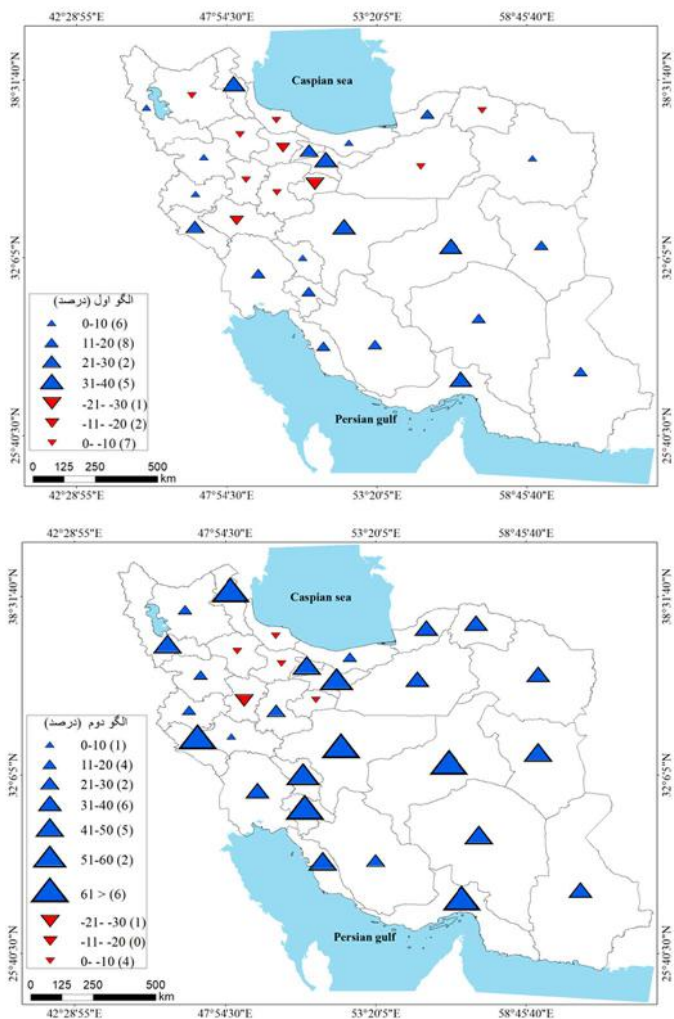 42°28'55"E 47°54'30"E 53°20'5"E 58°45'40"E
38°31'40"N 38°31'40"N
Caspian sea
32°6'5"N 32°6'5"N
الگو اول (درصد)
0-10 (6)
11-20 (8)
21-30 (2)
31-40 (5)
-21- -30 (1)
-11- -20 (2)
0- -10 (7)
Persian gulf
25°40'30"N 25°40'30"N
0 125 250 500
km
42°28'55"E 47°54'30"E 53°20'5"E 58°45'40"E
42°28'55"E 47°54'30"E 53°20'5"E 58°45'40"E
38°31'40"N 38°31'40"N
Caspian sea
32°6'5"N 32°6'5"N
الگو دوم (درصد)
0-10 (1)
11-20 (4)
21-30 (2)
31-40 (6)
41-50 (5)
51-60 (2)
61 > (6)
-21- -30 (1)
-11- -20 (0)
0- -10 (4)
Persian gulf
25°40'30"N 25°40'30"N
0 125 250 500
km
42°28'55"E 47°54'30"E 53°20'5"E 58°45'40"E